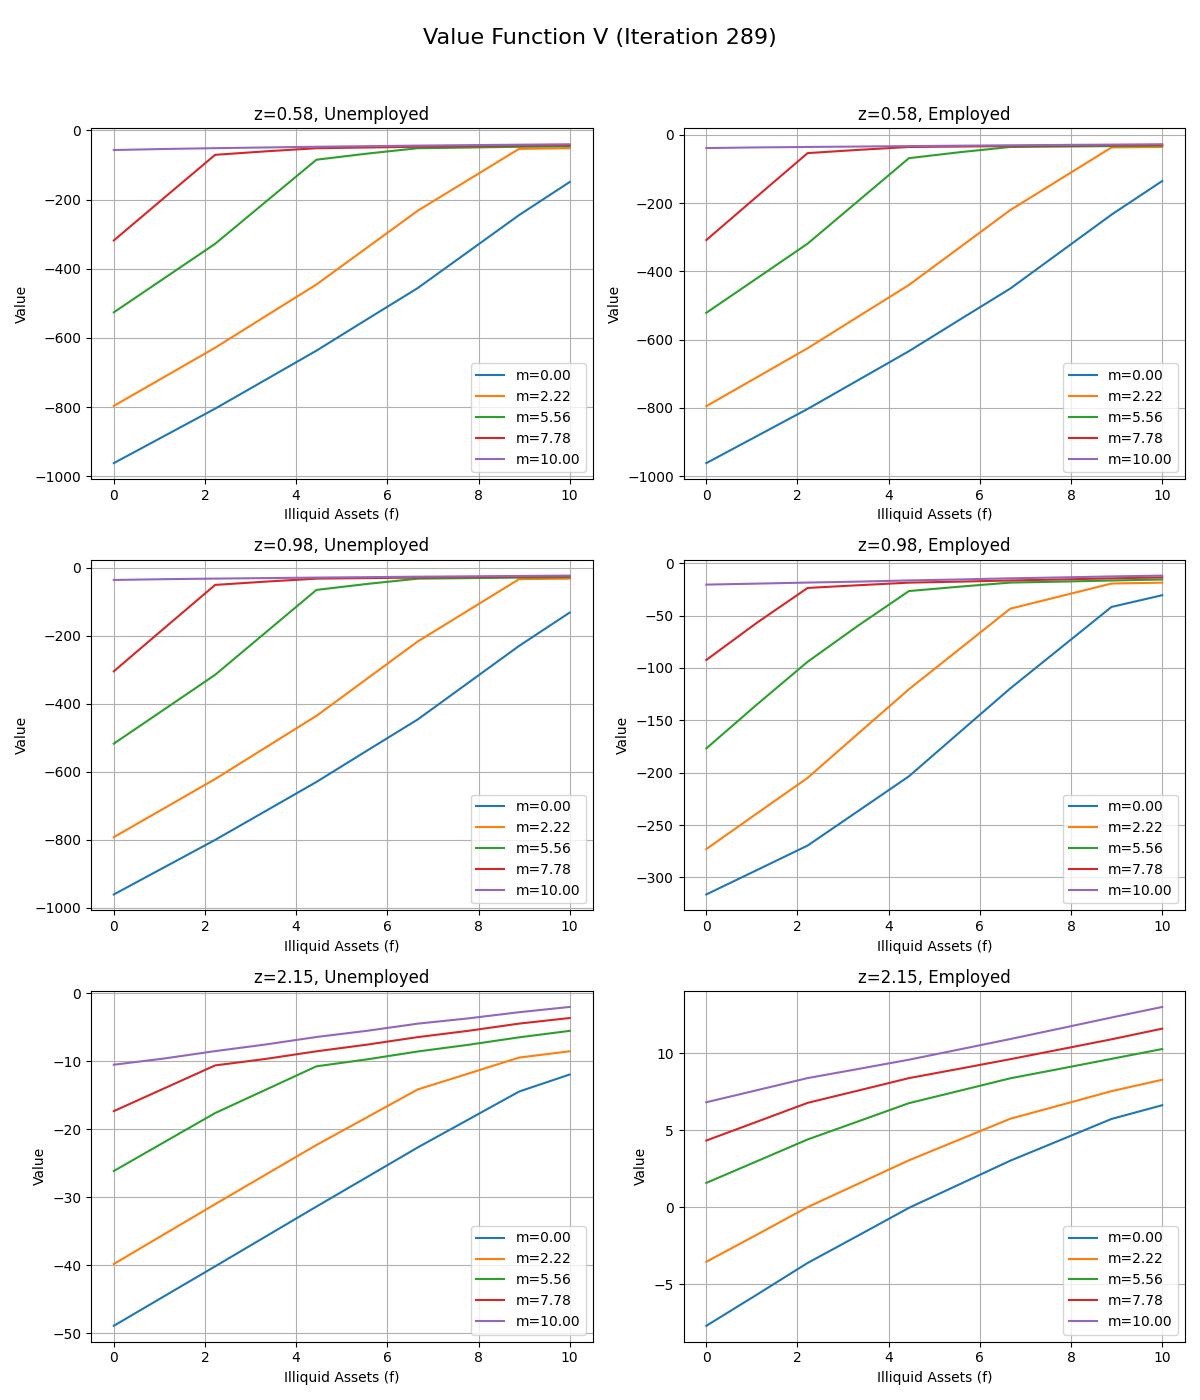 Value Function V (Iteration 289)
z=0.58, Unemployed
0
−200
−400
−600
−800
−1000
Value
0 2 4 6 8 10
Illiquid Assets (f)
m=0.00
m=2.22
m=5.56
m=7.78
m=10.00
z=0.58, Employed
0
−200
−400
−600
−800
−1000
Value
0 2 4 6 8 10
Illiquid Assets (f)
m=0.00
m=2.22
m=5.56
m=7.78
m=10.00
z=0.98, Unemployed
0
−200
−400
−600
−800
−1000
Value
0 2 4 6 8 10
Illiquid Assets (f)
m=0.00
m=2.22
m=5.56
m=7.78
m=10.00
z=0.98, Employed
0
−50
−100
−150
−200
−250
−300
Value
0 2 4 6 8 10
Illiquid Assets (f)
m=0.00
m=2.22
m=5.56
m=7.78
m=10.00
z=2.15, Unemployed
0
−10
−20
−30
−40
−50
Value
0 2 4 6 8 10
Illiquid Assets (f)
m=0.00
m=2.22
m=5.56
m=7.78
m=10.00
z=2.15, Employed
10
5
0
−5
Value
0 2 4 6 8 10
Illiquid Assets (f)
m=0.00
m=2.22
m=5.56
m=7.78
m=10.00